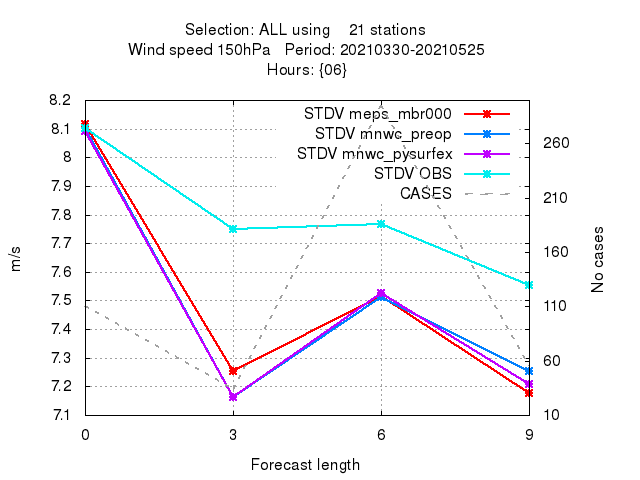 Selection: ALL using 21 stations
Wind speed 150hPa Period: 20210330-20210525
Hours: {06}
8.2
8.1
8
7.9
7.8
7.7
7.6
7.5
7.4
7.3
7.2
7.1
m/s
STDV meps_mbr000
STDV mnwc_preop
STDV mnwc_pysurfex
STDV OBS
CASES
260
210
160
110
60
10
No cases
0 3 6 9
Forecast length